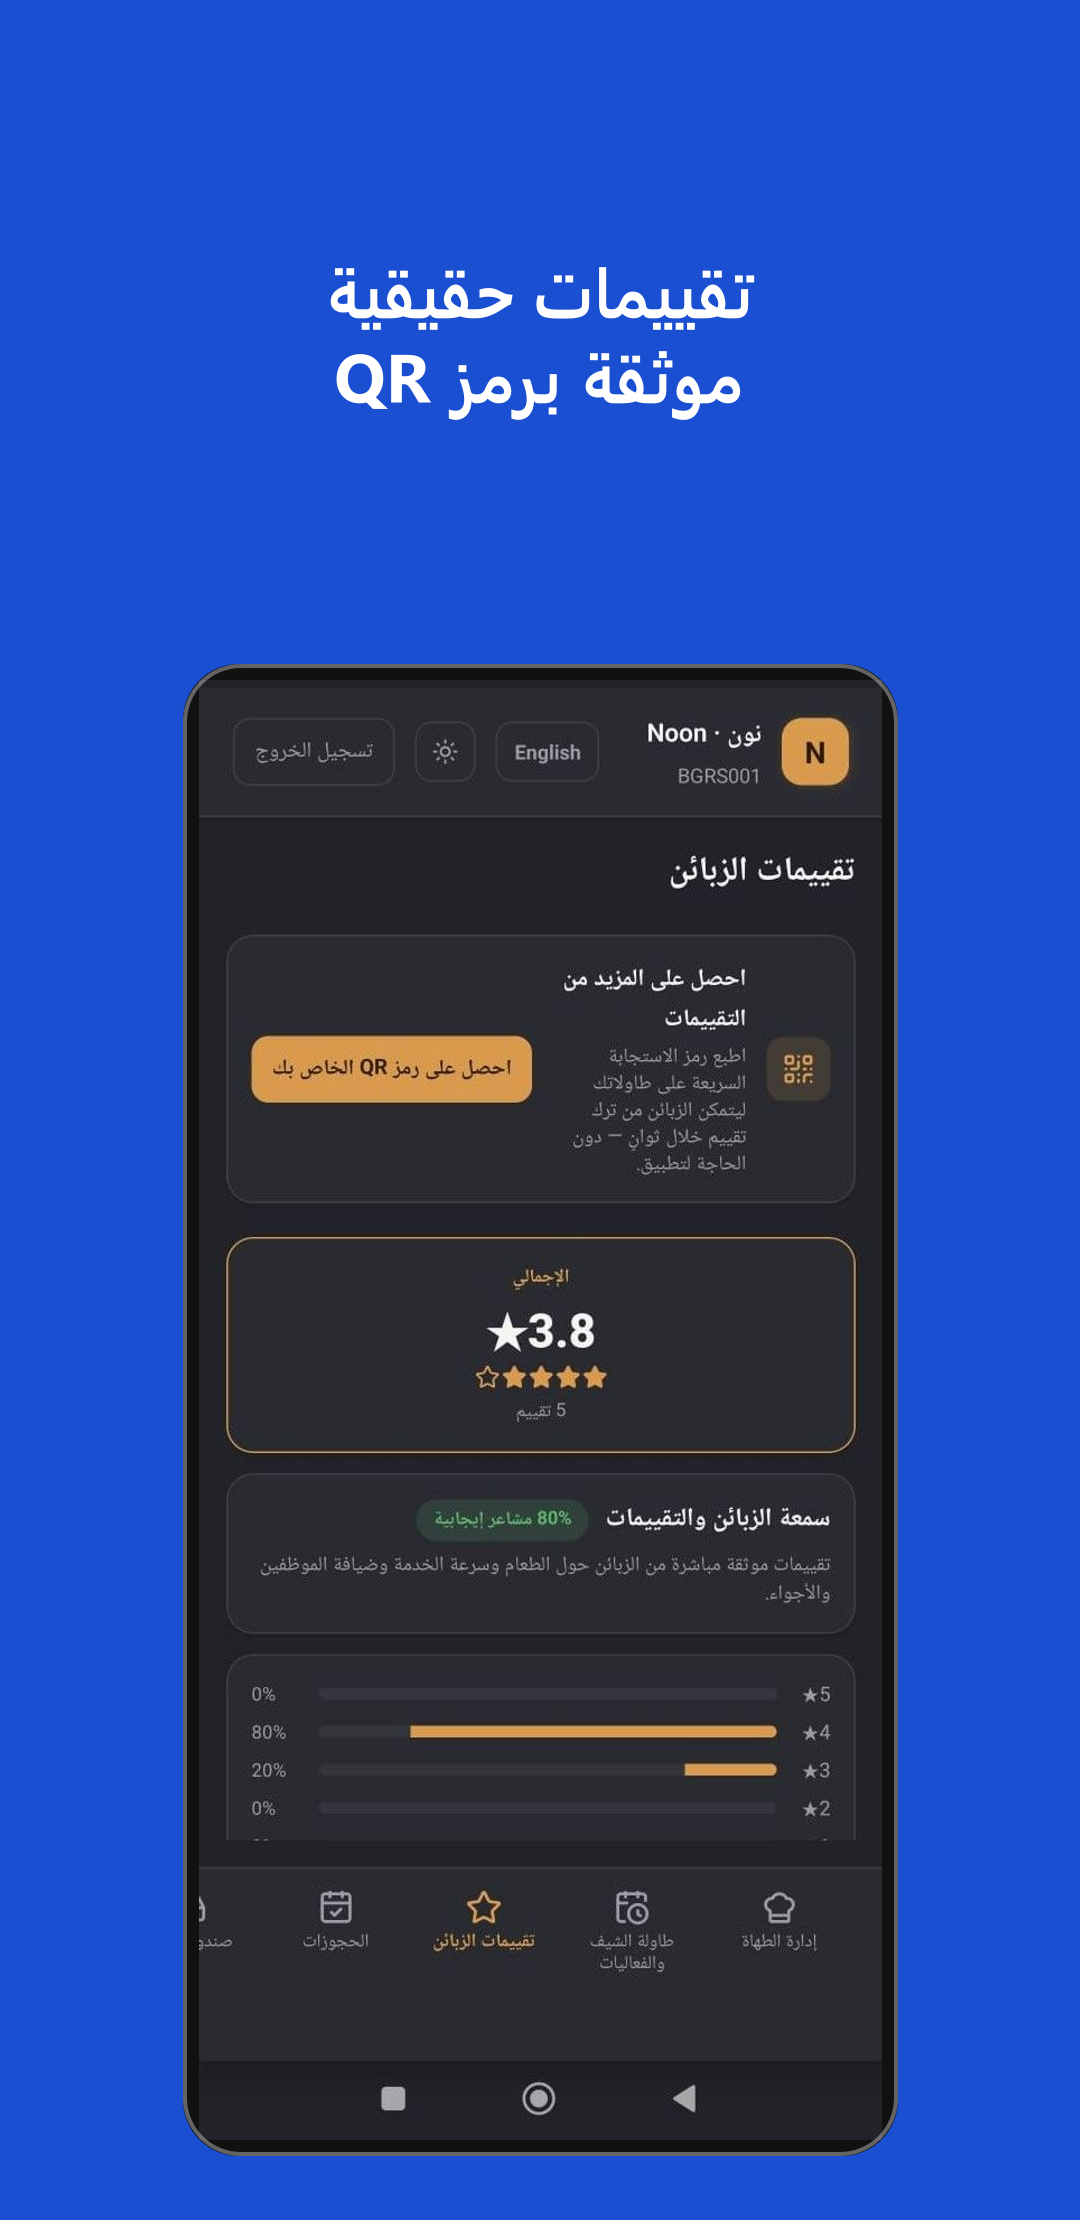 تقييمات حقيقية
موثقة برمز QR
N
نون · Noon
BGRS001
English
تسجيل الخروج
تقييمات الزبائن
احصل على المزيد من
التقييمات
اطبع رمز الاستجابة
السريعة على طاولاتك
ليتمكن الزبائن من ترك
تقييم خلال ثوانٍ — دون
الحاجة لتطبيق.
احصل على رمز QR الخاص بك
الإجمالي
3.8★
5 تقييم
سمعة الزبائن والتقييمات
80% مشاعر إيجابية
تقييمات موثقة مباشرة من الزبائن حول الطعام وسرعة الخدمة وضيافة الموظفين
والأجواء.
5★ 0%
4★ 80%
3★ 20%
2★ 0%
إدارة الطهاة
طاولة الشيف
والفعاليات
تقييمات الزبائن
الحجوزات
صندو